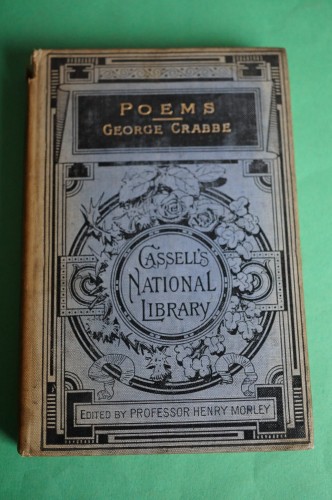 POEMS
GEORGE CRABBE
CASSELL'S
NATIONAL
LIBRARY
EDITED BY PROFESSOR HENRY MORLEY